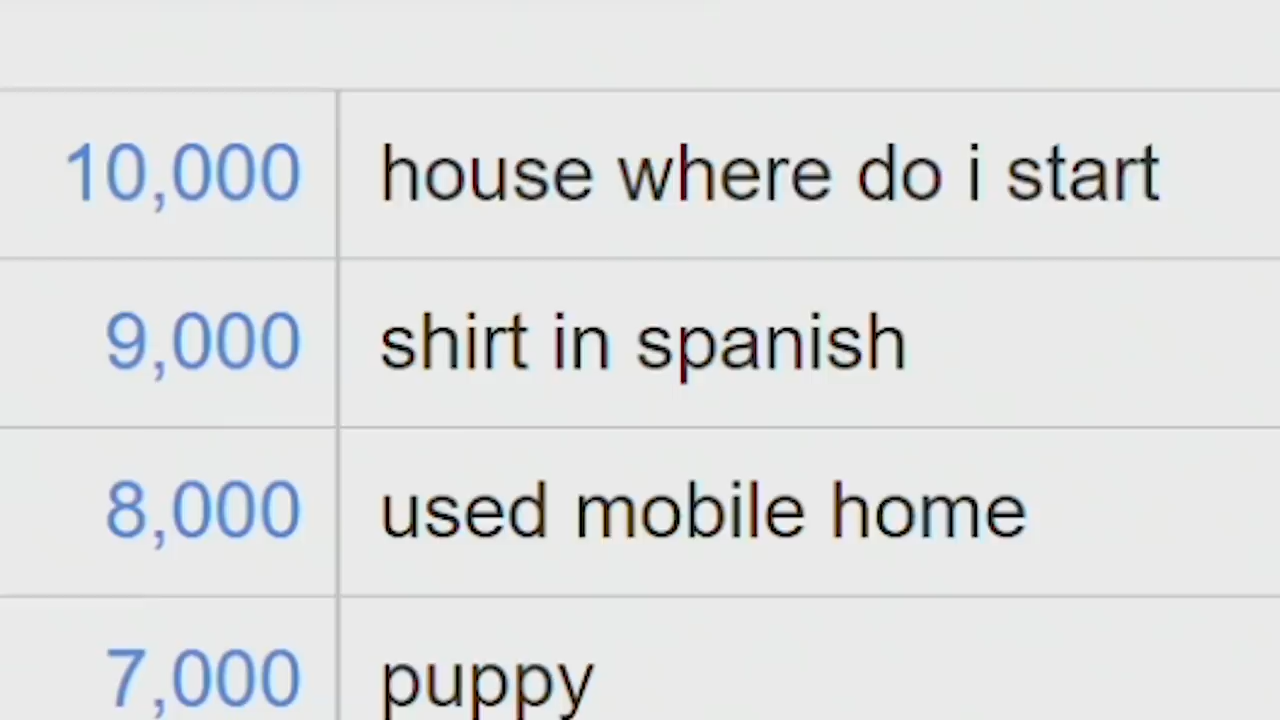 10,000 house where do i start
9,000 shirt in spanish
8,000 used mobile home
7,000 puppy